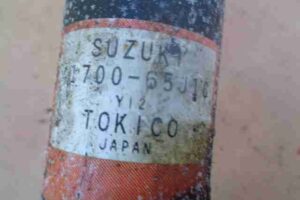 SUZUKI
1700-65J10
Y12
TOKICO
JAPAN